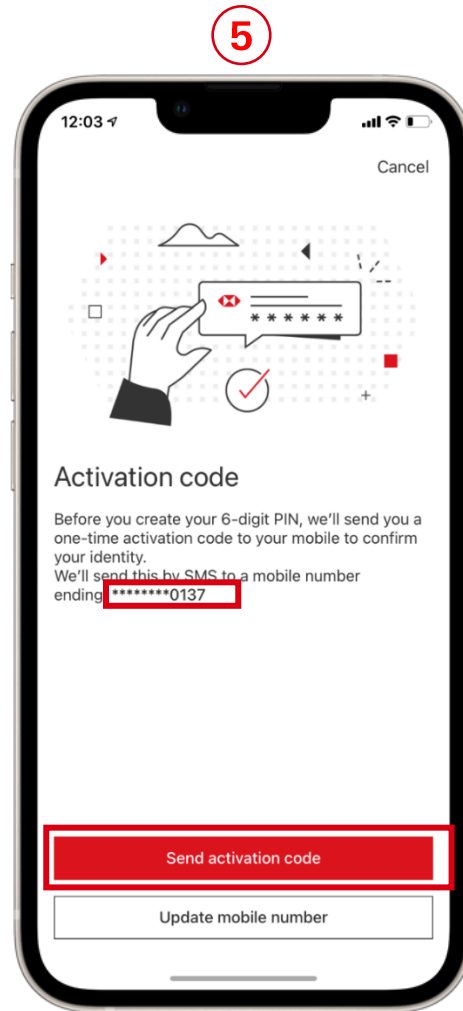 5
12:03
Cancel
* * * * * *
Activation code
Before you create your 6-digit PIN, we'll send you a
one-time activation code to your mobile to confirm
your identity.
We'll send this by SMS to a mobile number
ending ********0137
Send activation code
Update mobile number